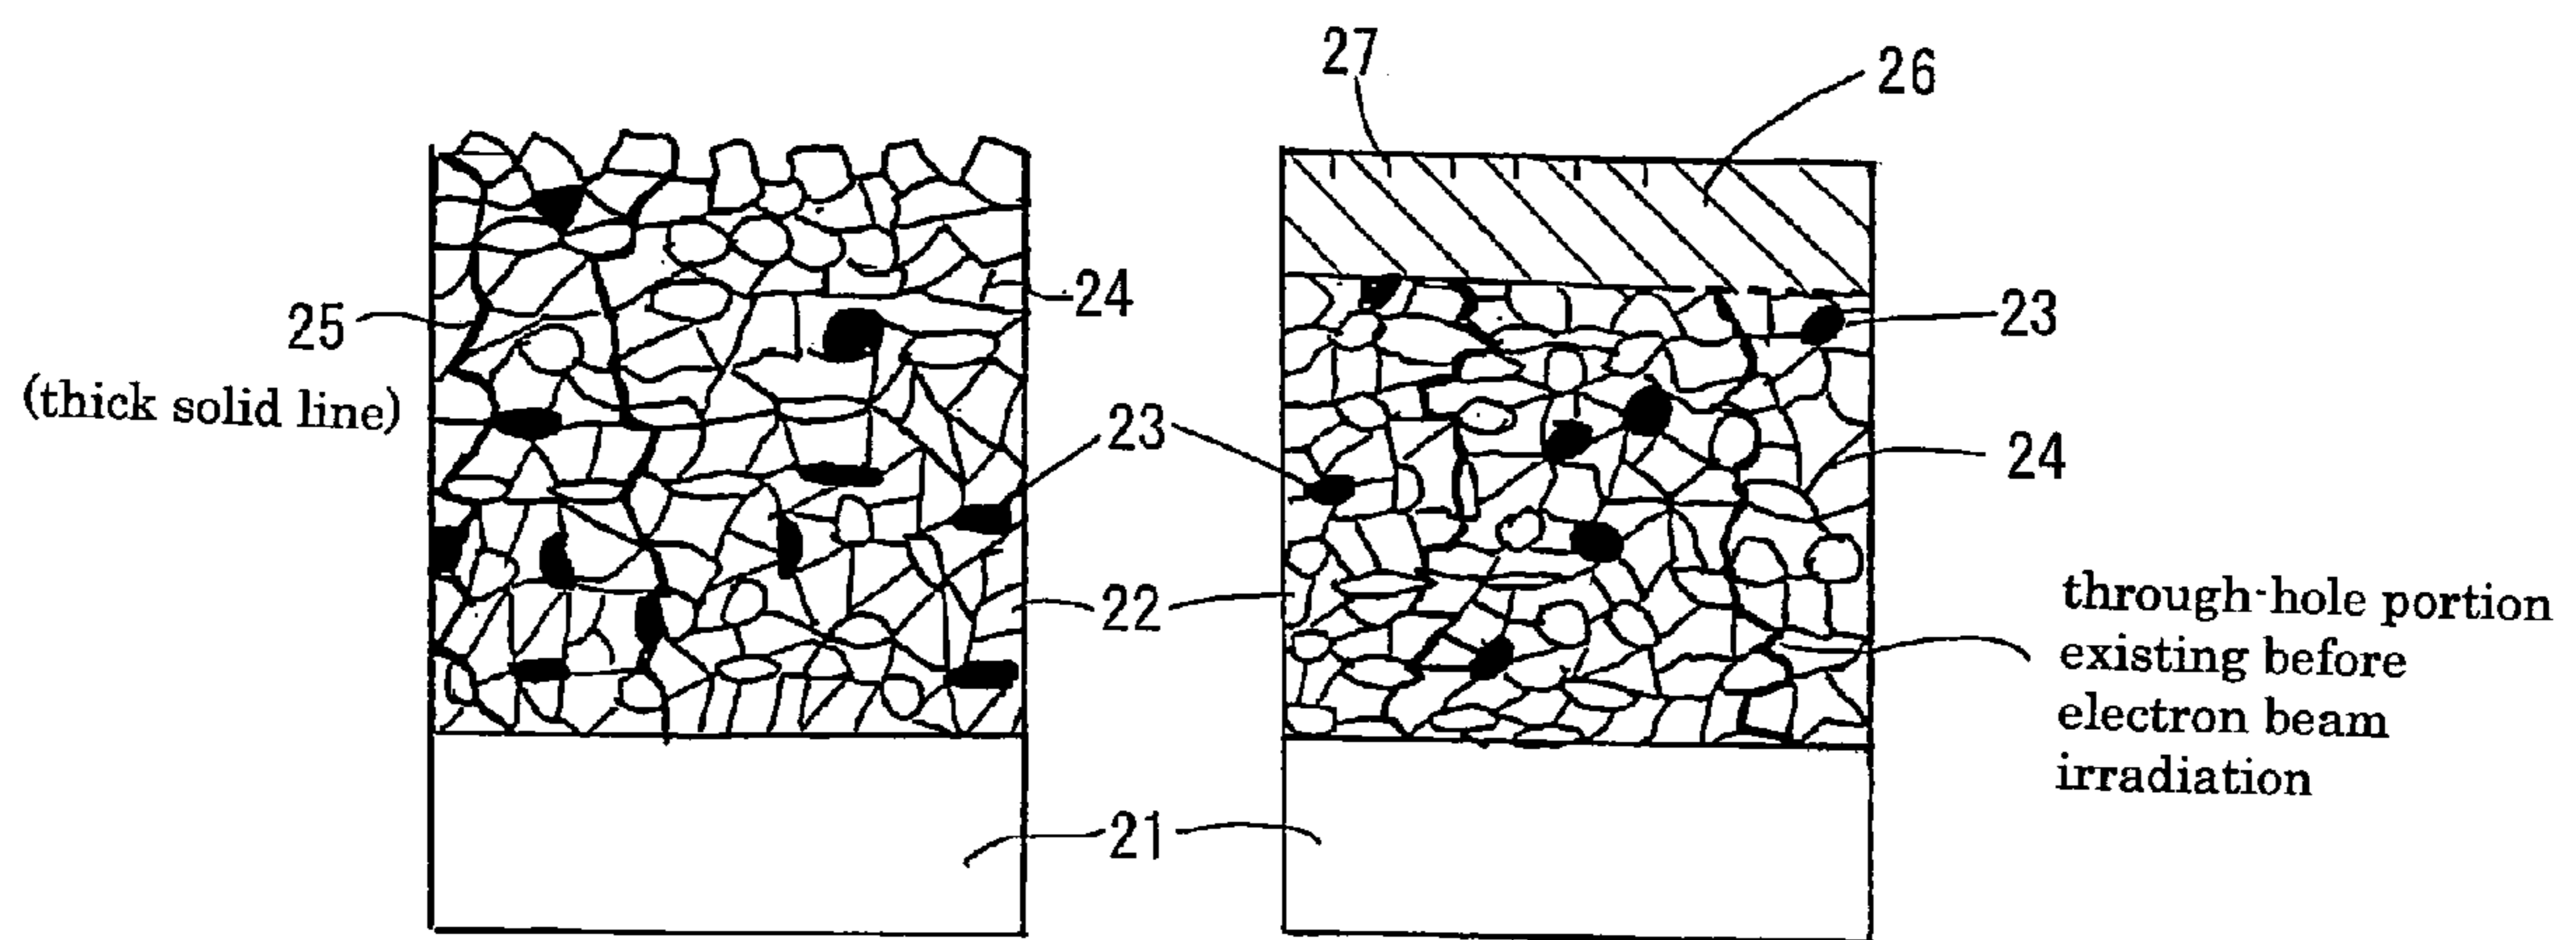 27
26
25
(thick solid line)
24
23
23
24
22
through-hole portion
existing before
electron beam
irradiation
21